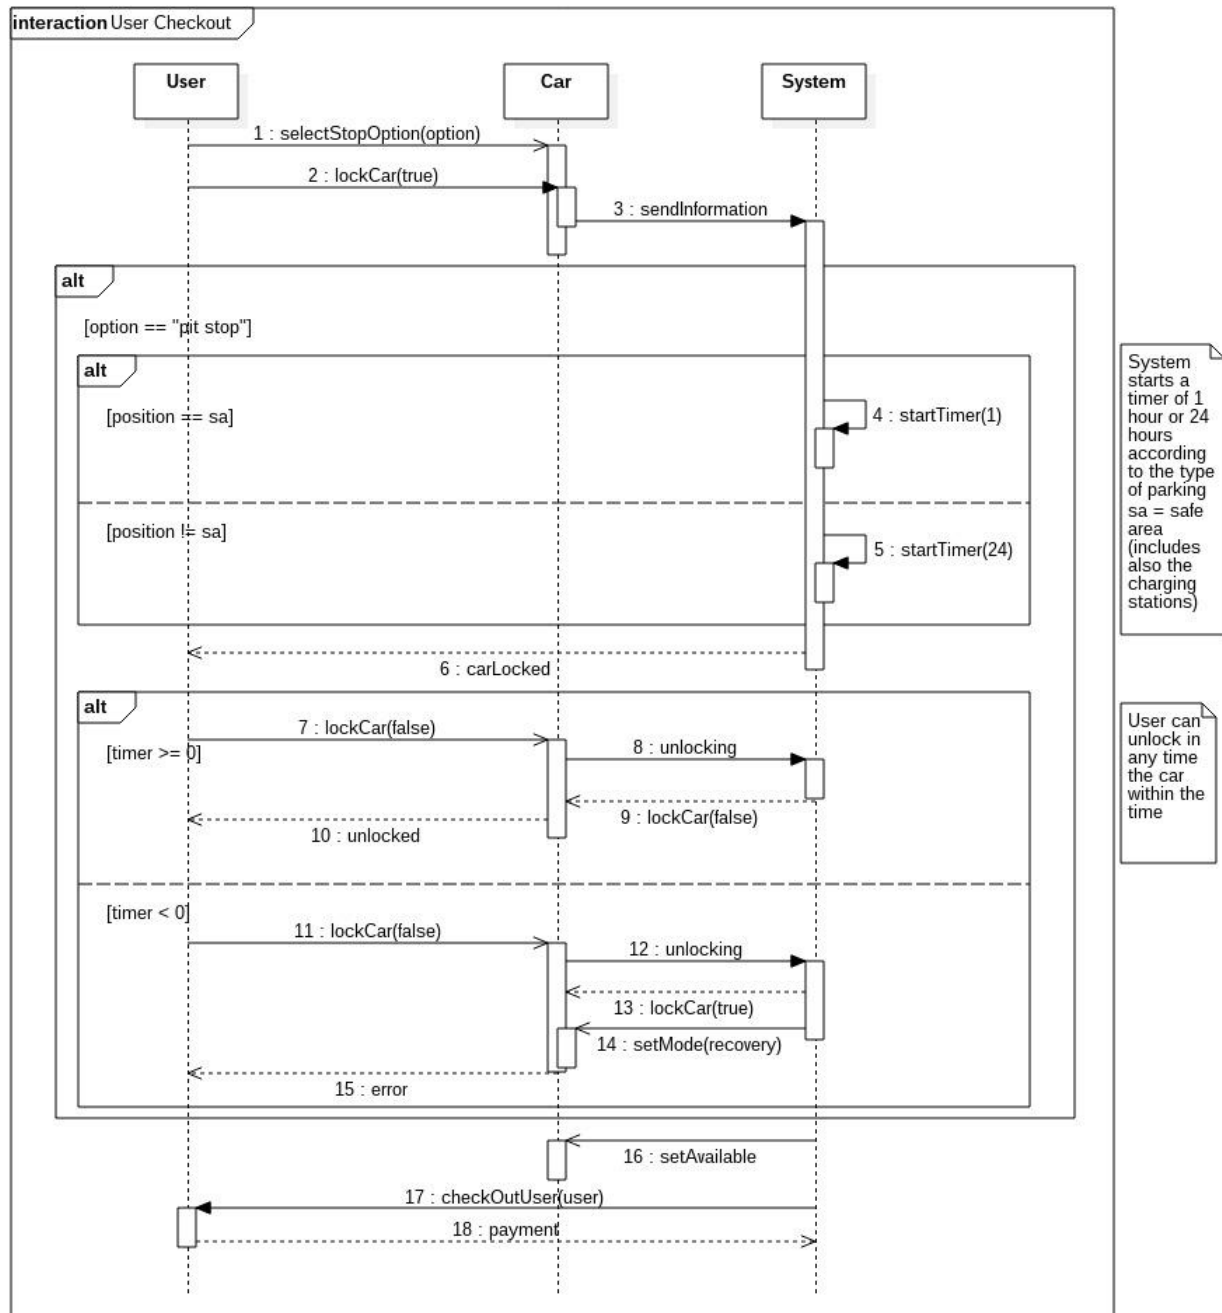 interaction User Checkout
User
Car
System
1 : selectStopOption(option)
2 : lockCar(true)
3 : sendInformation
alt
[option == "pit stop"]
alt
[position == sa]
4 : startTimer(1)
[position != sa]
5 : startTimer(24)
System
starts a
timer of 1
hour or 24
hours
according
to the type
of parking
sa = safe
area
(includes
also the
charging
stations)
6 : carLocked
alt
7 : lockCar(false)
[timer >= 0]
8 : unlocking
9 : lockCar(false)
10 : unlocked
User can
unlock in
any time
the car
within the
time
[timer < 0]
11 : lockCar(false)
12 : unlocking
13 : lockCar(true)
14 : setMode(recovery)
15 : error
16 : setAvailable
17 : checkOutUser(user)
18 : payment